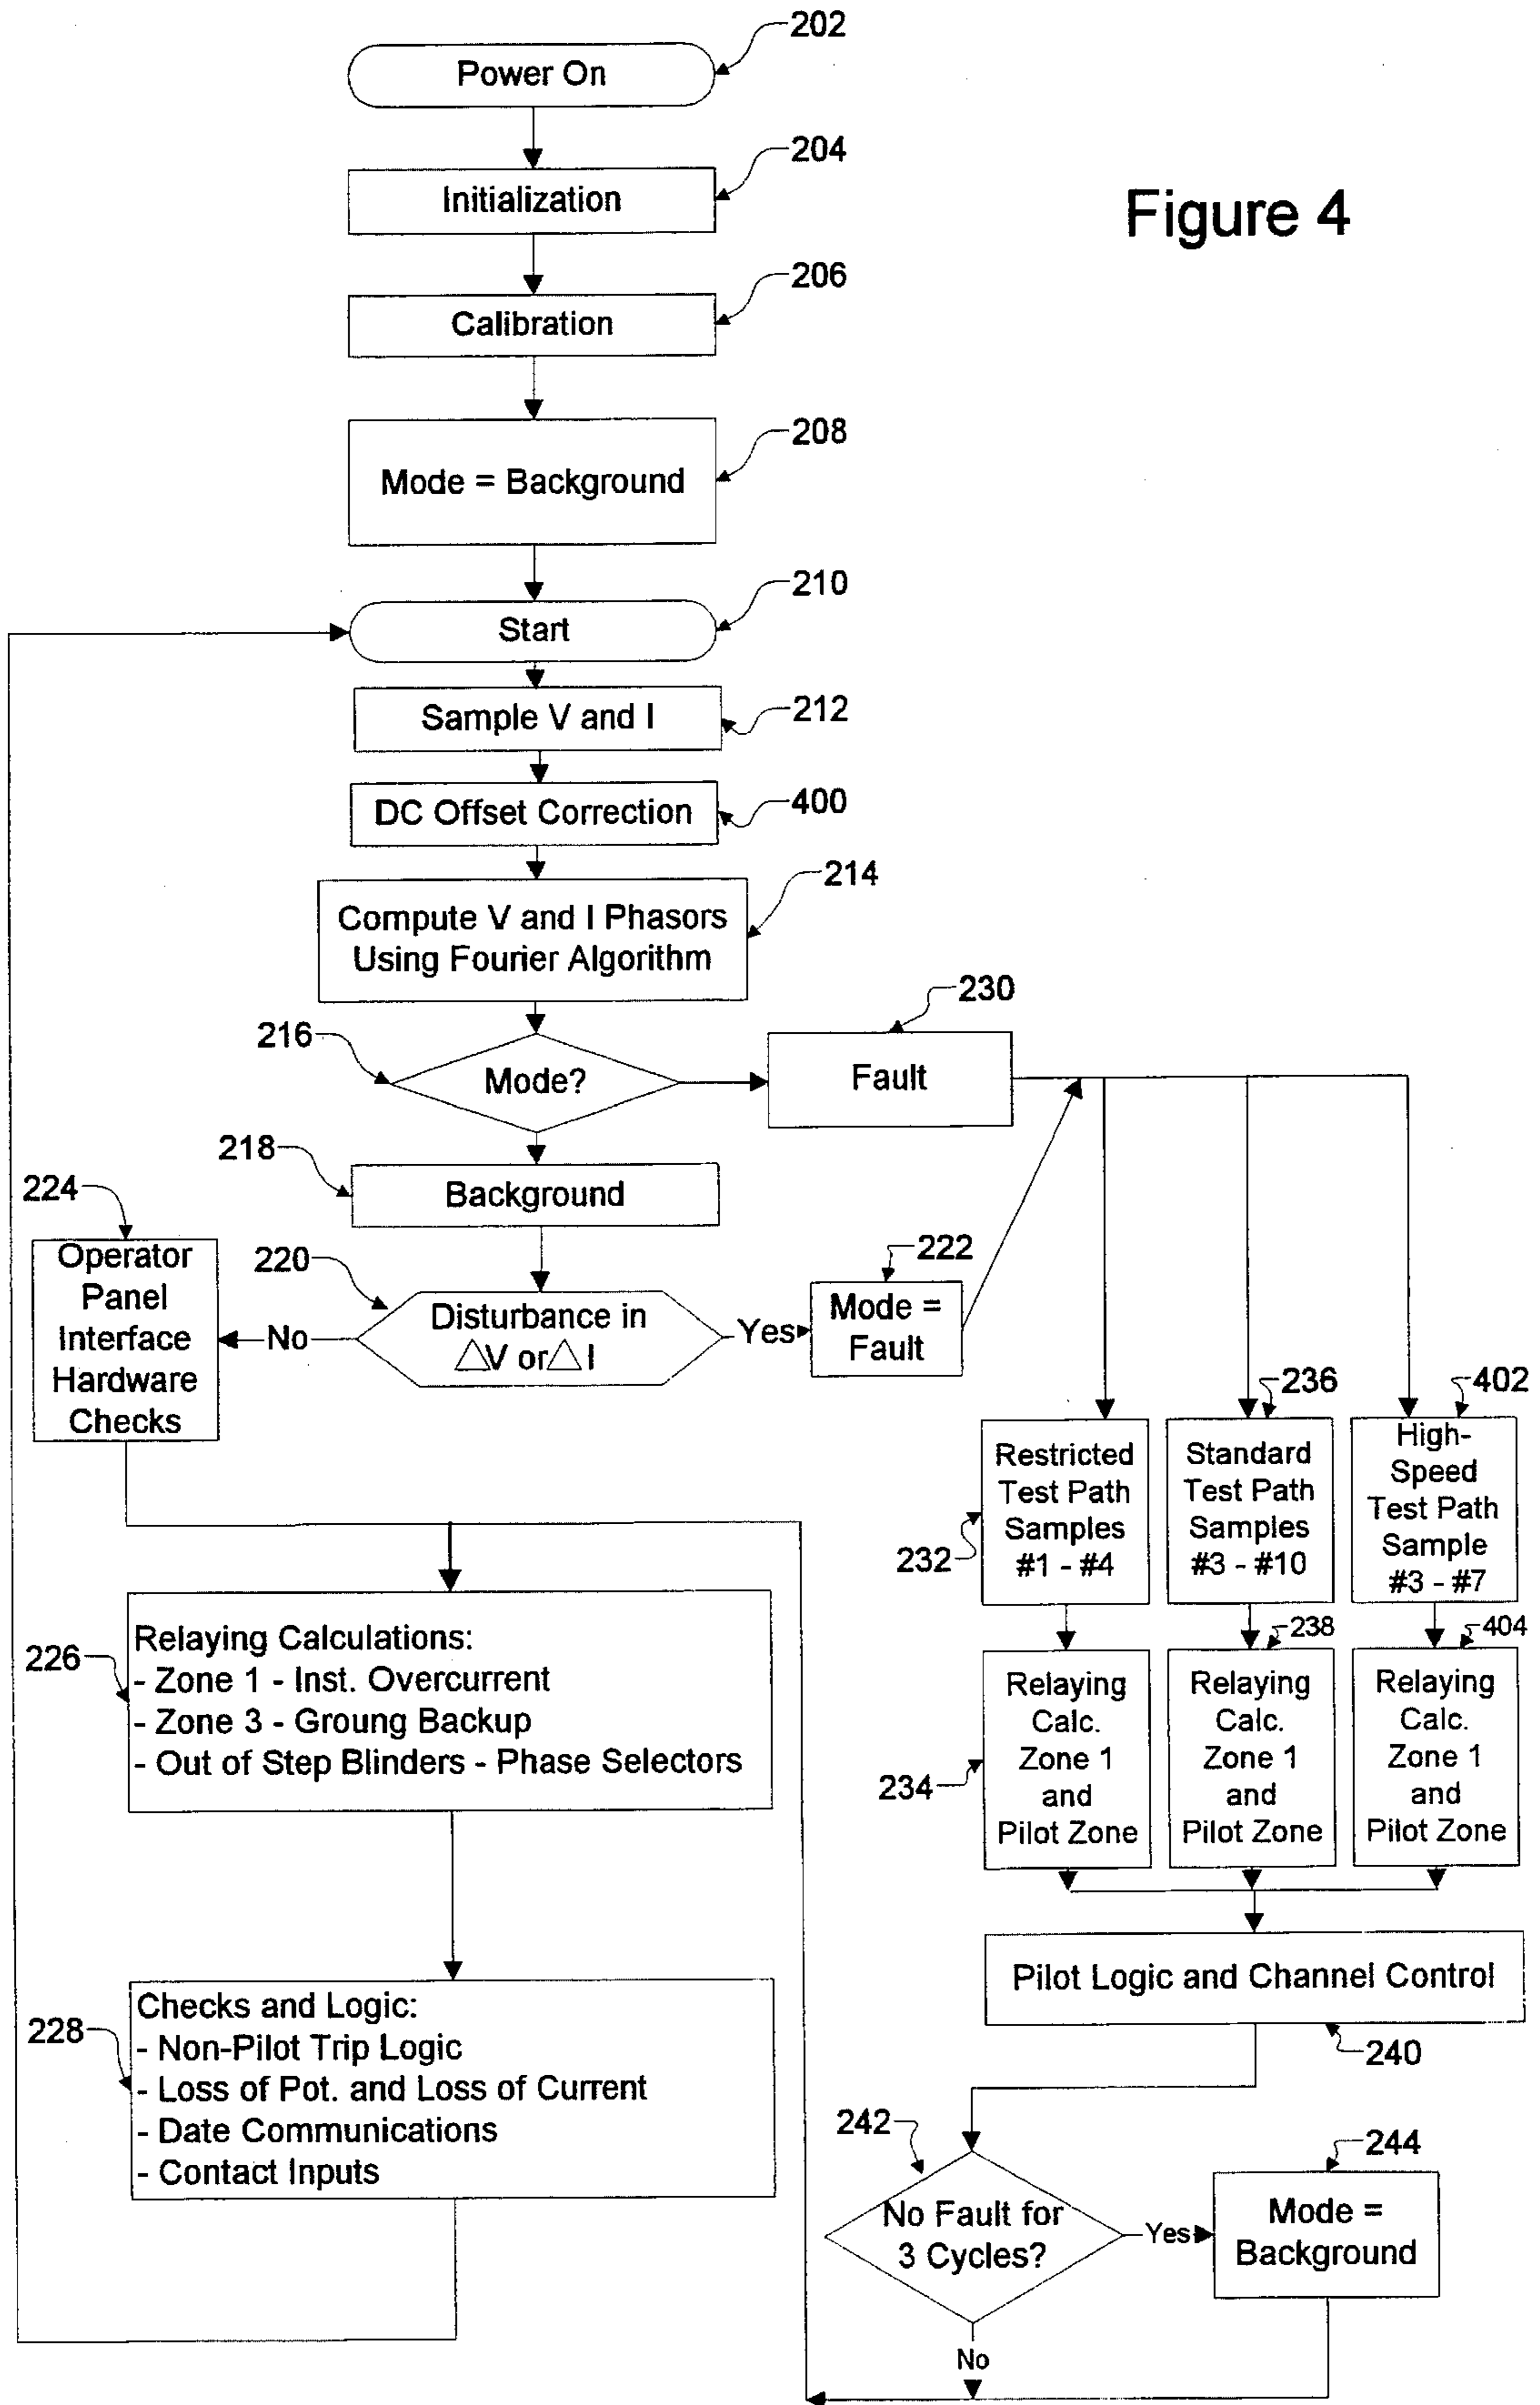 202
Power On
204
Initialization
Figure 4
206
Calibration
208
Mode = Background
210
Start
Sample V and I
212
DC Offset Correction
400
214
Compute V and I Phasors
Using Fourier Algorithm
230
216
Mode?
Fault
218
Background
224
Operator
Panel
Interface
Hardware
Checks
220
Disturbance in
△V or△ I
No
Yes
222
Mode =
Fault
236
402
Restricted
Test Path
Samples
#1 - #4
232
Standard
Test Path
Samples
#3 - #10
High-
Speed
Test Path
Sample
#3 - #7
238
404
Relaying Calculations:
- Zone 1 - Inst. Overcurrent
- Zone 3 - Groung Backup
- Out of Step Blinders - Phase Selectors
226
Relaying
Calc.
Zone 1
and
Pilot Zone
234
Relaying
Calc.
Zone 1
and
Pilot Zone
Relaying
Calc.
Zone 1
and
Pilot Zone
Pilot Logic and Channel Control
240
Checks and Logic:
- Non-Pilot Trip Logic
- Loss of Pot. and Loss of Current
- Date Communications
- Contact Inputs
228
242
No Fault for
3 Cycles?
Yes
244
Mode =
Background
No